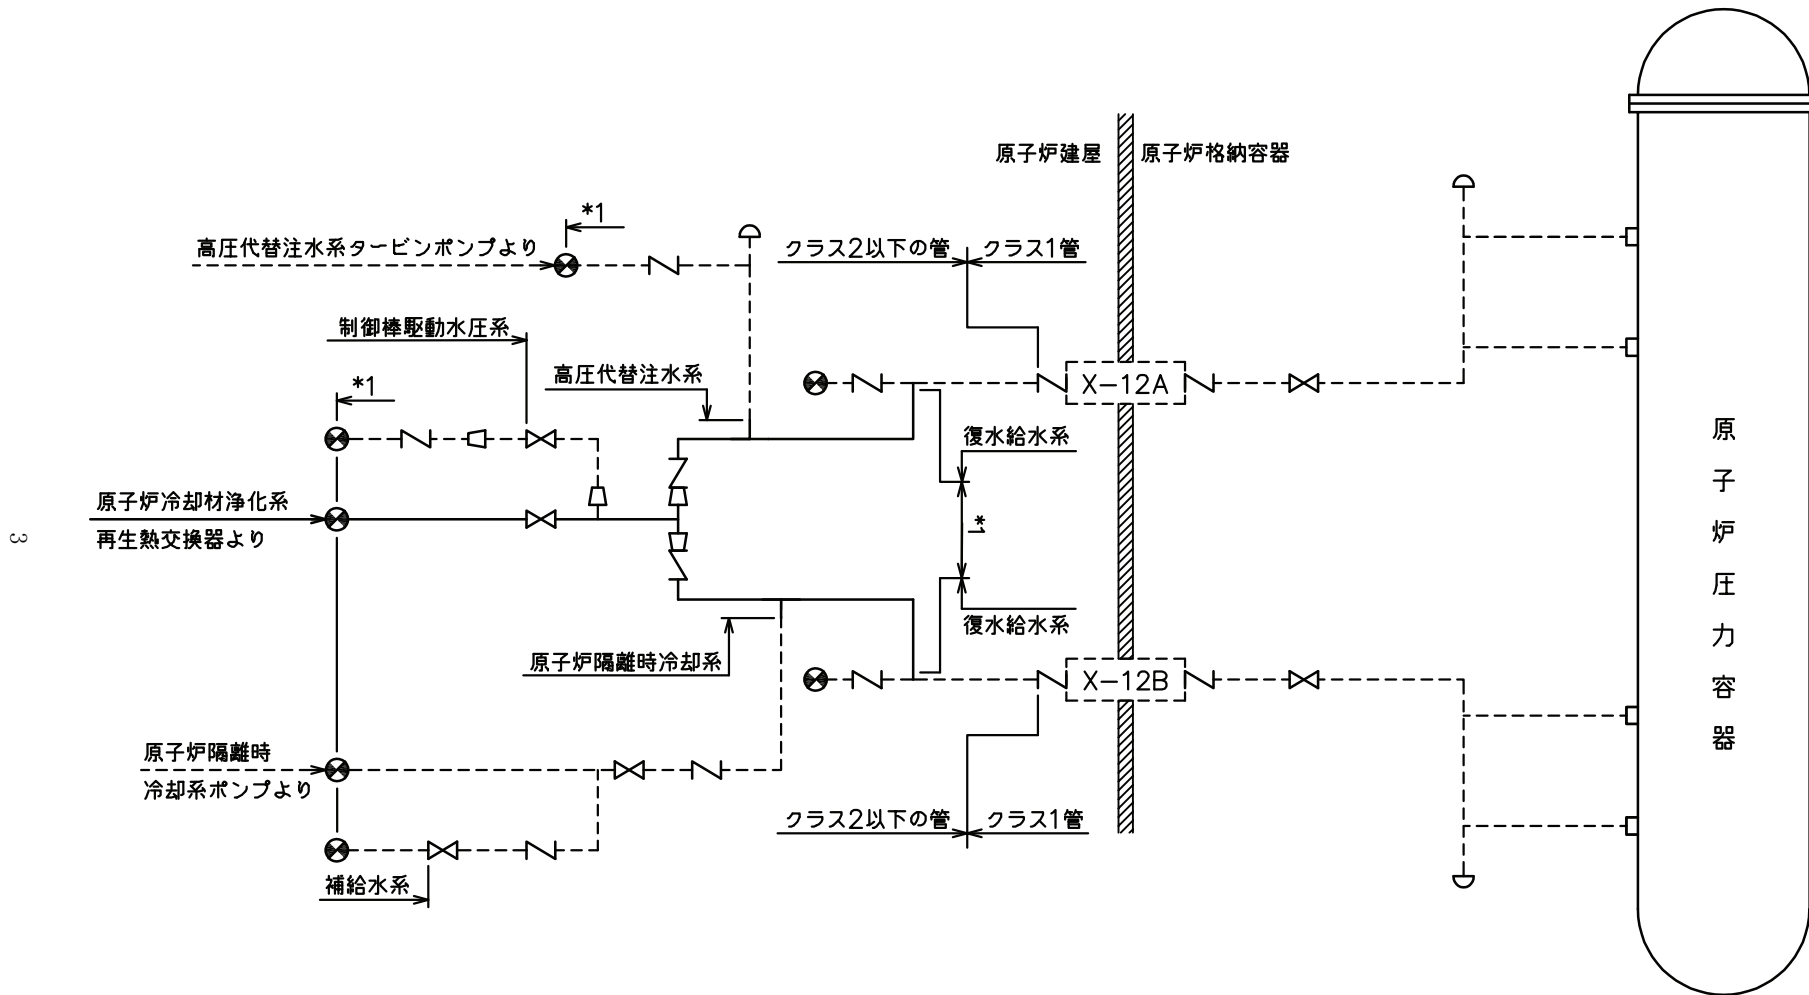 原子炉建屋
原子炉格納容器
*1
高圧代替注水系タービンポンプより
クラス2以下の管
クラス1管
制御棒駆動水圧系
高圧代替注水系
*1
X-12A
復水給水系
原子炉冷却材浄化系
再生熱交換器より
*1
復水給水系
原子炉隔離時冷却系
X-12B
原子炉隔離時
冷却系ポンプより
クラス2以下の管
クラス1管
補給水系
原子炉圧力容器
3